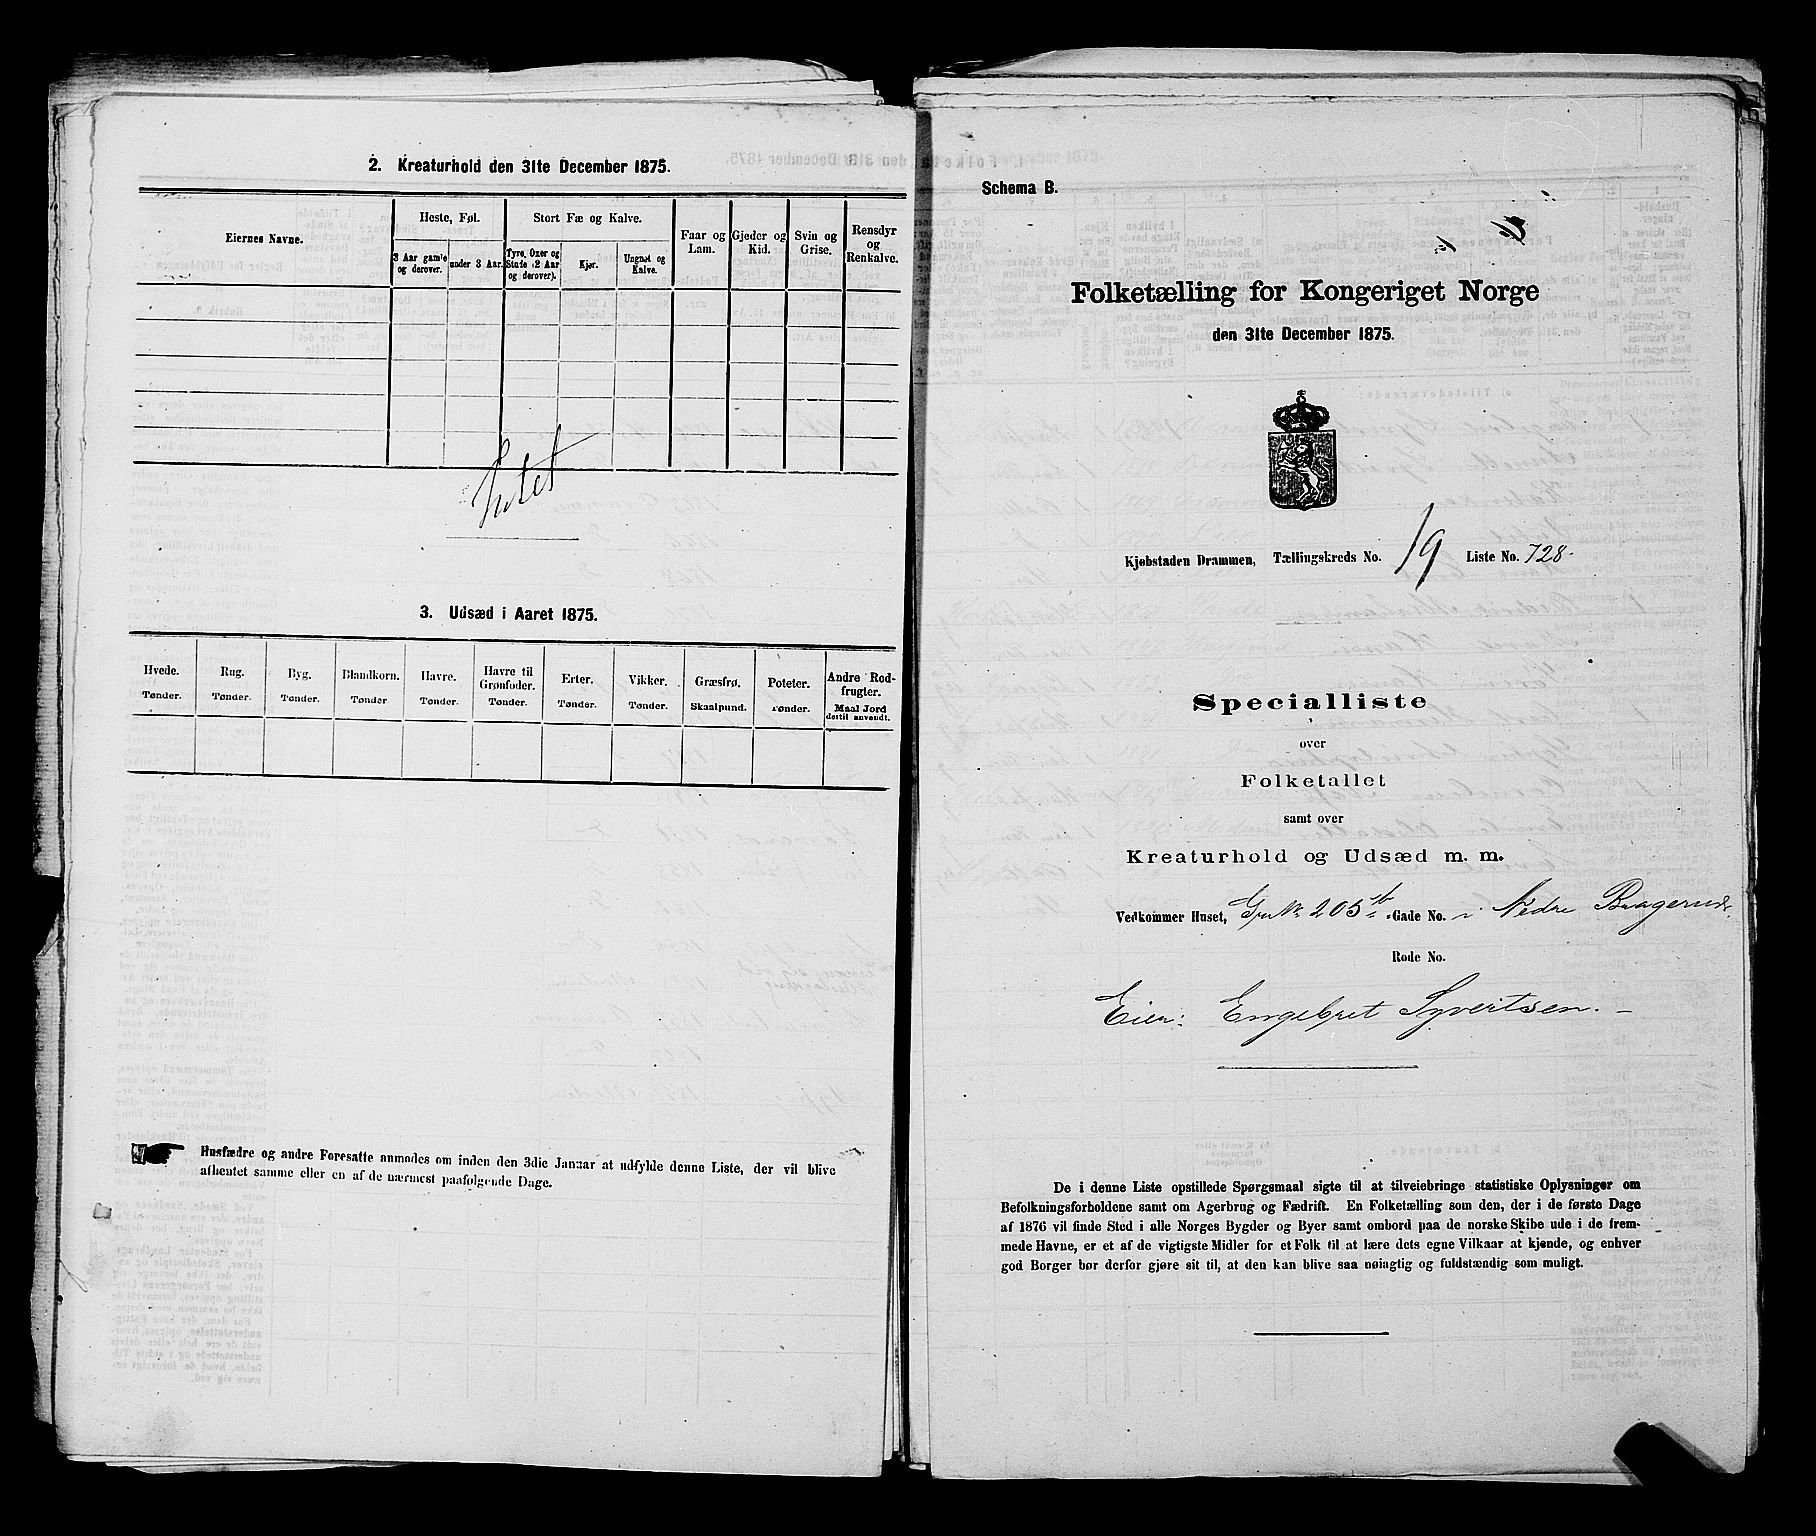 2. Kreaturhold den 31te December 1875.
Eiernes Navne.
Heste, Føl.
Stort Fæ og Kalve.
Faar og Lam.
Gjeder og Kid.
Svin og Grise.
Rensdyr og Renkalve.
3 Aar gamle og derover.
under 3 Aar.
Tyre, Oxer og Stude (2 Aar og derover).
Kjør.
Ungnøt og Kalve.
Intet
3. Udsæd i Aaret 1875.
Hvede.
Rug.
Byg.
Blandkorn.
Havre.
Havre til Grønfoder.
Erter.
Vikker.
Græsfrø.
Poteter.
Andre Rodfrugter.
Tønder.
Tønder.
Tønder.
Tønder
Tønder.
Tønder.
Tønder.
Tønder.
Skaalpund.
Tønder.
Maal Jord dertil anvendt.
Husfædre og andre Foresatte anmodes om inden den 3die Januar at udfylde denne Liste, der vil blive
afhentet samme eller en af de nærmest paafølgende Dage.
Schema B.
Folketælling for Kongeriget Norge
den 31te December 1875.
Kjøbstaden Drammen, Tællingskreds No. 19 Liste No. 728.
Specialliste
over
Folketallet
samt over
Kreaturhold og Udsæd m. m.
Vedkommer Huset, 205 b Gade No. i Nedre Bragernds.
Rode No.
Eier: Engebret Syvertsen.
De i denne Liste opstillede Spørgsmaal sigte til at tilveiebringe statistiske Oplysninger om
Befolkningsforholdene samt om Agerbrug og Fædrift. En Folketælling som den, der i de første Dage
af 1876 vil finde Sted i alle Norges Bygder og Byer samt ombord paa de norske Skibe ude i de frem-
mede Havne, er et af de vigtigste Midler for et Folk til at lære dets egne Vilkaar at kjende, og enhver
god Borger bør derfor gjøre sit til, at den kan blive saa nøiagtig og fuldstændig som muligt.